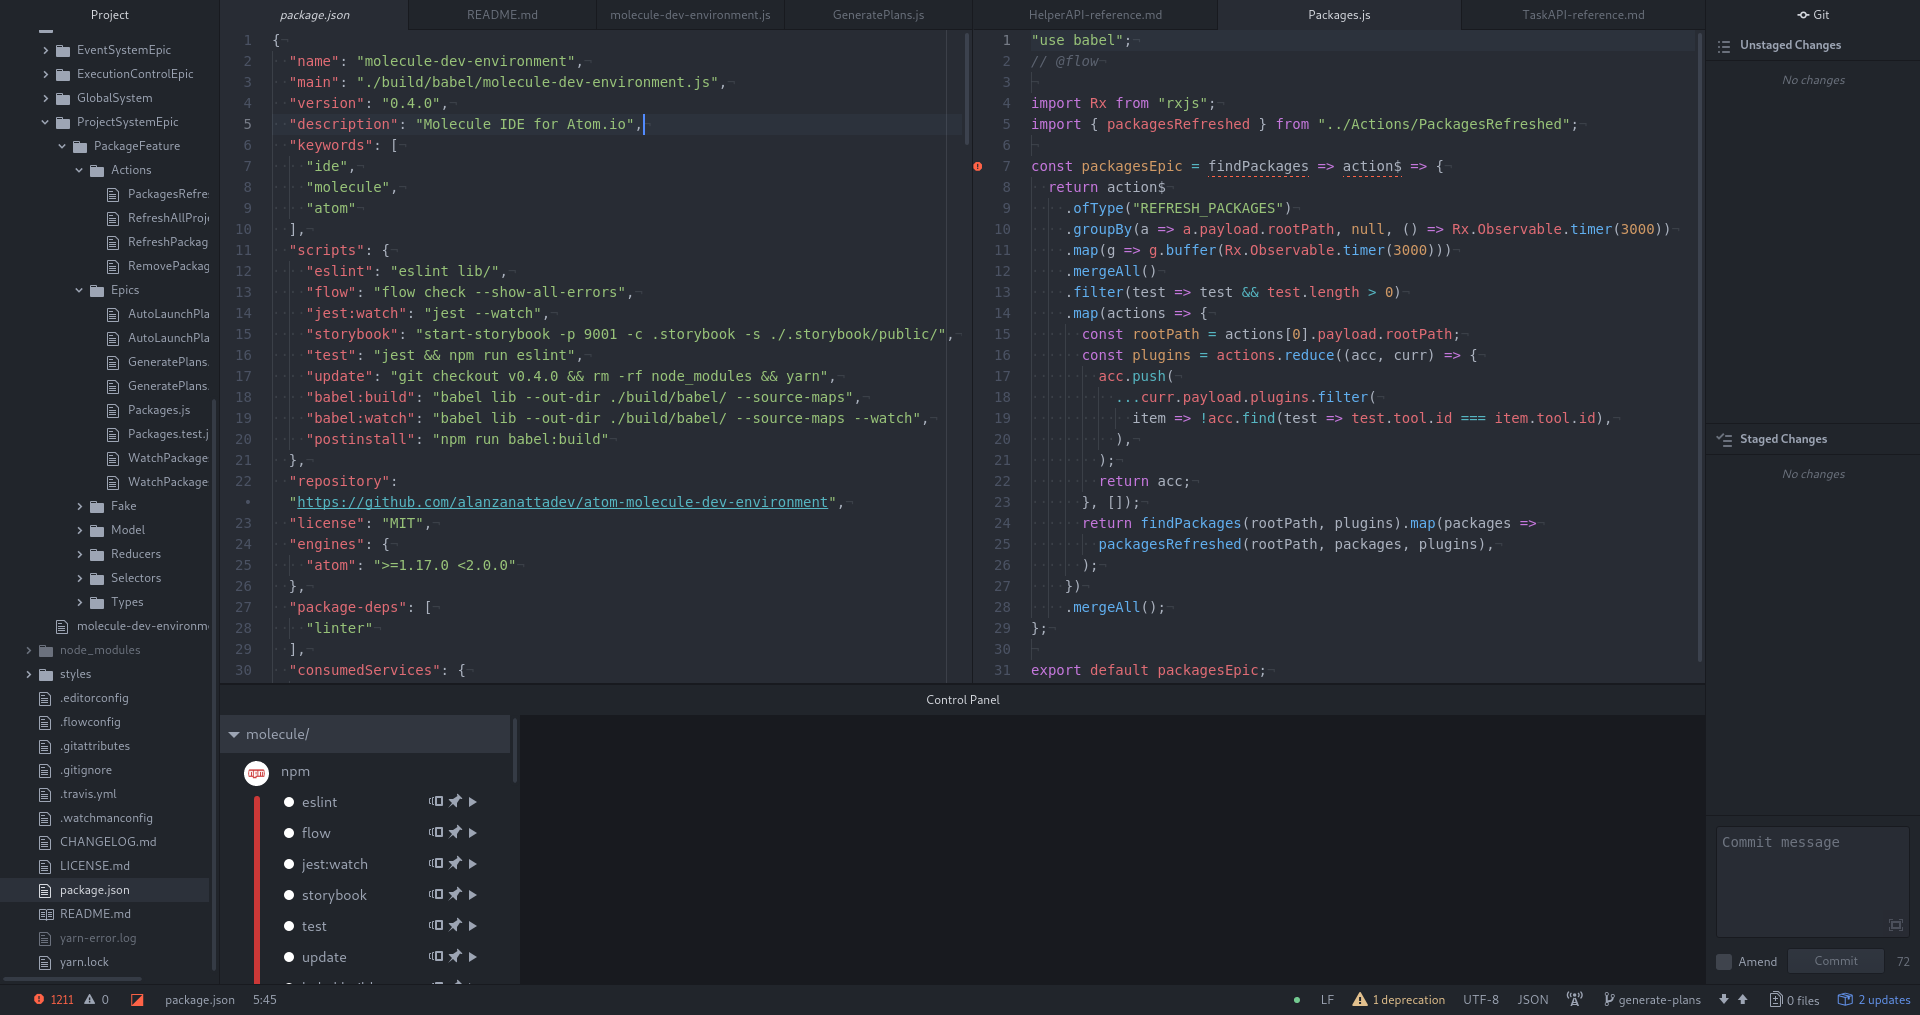 Project
EventSystemEpic
ExecutionControlEpic
GlobalSystem
ProjectSystemEpic
PackageFeature
Actions
PackagesRefre
RefreshAllProj
RefreshPackag
RemovePackag
Epics
AutoLaunchPla
AutoLaunchPla
GeneratePlans.
GeneratePlans.
Packages.js
Packages.test.j
WatchPackage
WatchPackage
Fake
Model
Reducers
Selectors
Types
molecule-dev-environm
node_modules
styles
.editorconfig
.flowconfig
.gitattributes
.gitignore
.travis.yml
.watchmanconfig
CHANGELOG.md
LICENSE.md
package.json
README.md
yarn-error.log
yarn.lock
package.json README.md molecule-dev-environment.js GeneratePlans.js
1 {
2 "name": "molecule-dev-environment",
3 "main": "./build/babel/molecule-dev-environment.js",
4 "version": "0.4.0",
5 "description": "Molecule IDE for Atom.io",
6 "keywords": [
7 "ide",
8 "molecule",
9 "atom"
10 ],
11 "scripts": {
12 "eslint": "eslint lib/",
13 "flow": "flow check --show-all-errors",
14 "jest:watch": "jest --watch",
15 "storybook": "start-storybook -p 9001 -c .storybook -s ./.storybook/public/",
16 "test": "jest && npm run eslint",
17 "update": "git checkout v0.4.0 && rm -rf node_modules && yarn",
18 "babel:build": "babel lib --out-dir ./build/babel/ --source-maps",
19 "babel:watch": "babel lib --out-dir ./build/babel/ --source-maps --watch",
20 "postinstall": "npm run babel:build"
21 },
22 "repository":
• "https://github.com/alanzanattadev/atom-molecule-dev-environment",
23 "license": "MIT",
24 "engines": {
25 "atom": ">=1.17.0 <2.0.0"
26 },
27 "package-deps": [
28 "linter"
29 ],
30 "consumedServices": {
HelperAPI-reference.md Packages.js TaskAPI-reference.md
1 "use babel";
2 // @flow
3
4 import Rx from "rxjs";
5 import { packagesRefreshed } from "../Actions/PackagesRefreshed";
6
7 const packagesEpic = findPackages => action$ => {
8 return action$
9 .ofType("REFRESH_PACKAGES")
10 .groupBy(a => a.payload.rootPath, null, () => Rx.Observable.timer(3000))
11 .map(g => g.buffer(Rx.Observable.timer(3000)))
12 .mergeAll()
13 .filter(test => test && test.length > 0)
14 .map(actions => {
15 const rootPath = actions[0].payload.rootPath;
16 const plugins = actions.reduce((acc, curr) => {
17 acc.push(
18 ...curr.payload.plugins.filter(
19 item => !acc.find(test => test.tool.id === item.tool.id),
20 ),
21 );
22 return acc;
23 }, []);
24 return findPackages(rootPath, plugins).map(packages =>
25 packagesRefreshed(rootPath, packages, plugins),
26 );
27 })
28 .mergeAll();
29 };
30
31 export default packagesEpic;
Git
Unstaged Changes
No changes
Staged Changes
No changes
Commit message
Amend Commit 72
Control Panel
molecule/
npm npm
eslint
flow
jest:watch
storybook
test
update
1211 0 package.json 5:45 LF 1 deprecation UTF-8 JSON generate-plans 0 files 2 updates